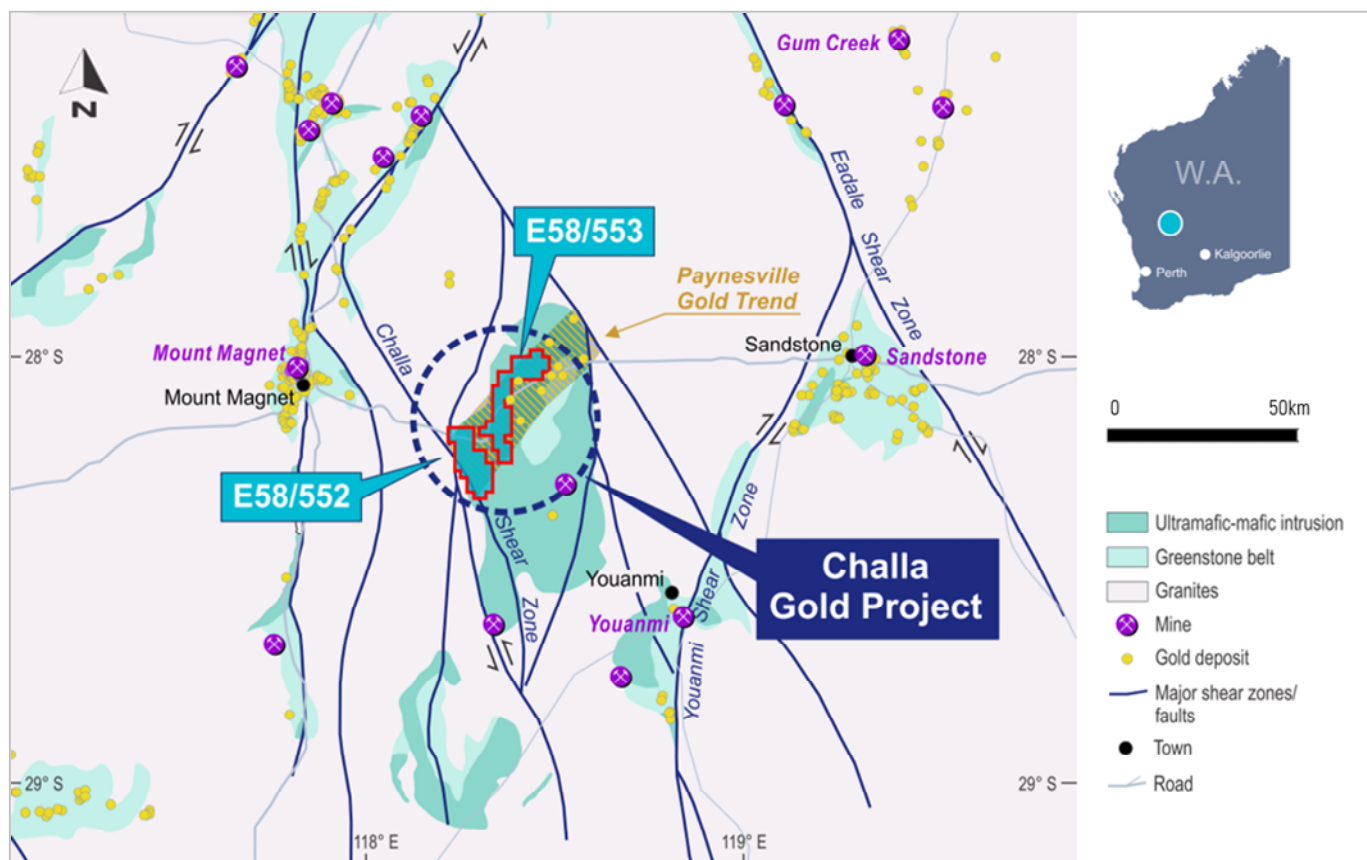 N
Gum Creek
W.A.
Kalgoorlie
Perth
Eadale
Shear
Zone
E58/553
Paynesville
Gold Trend
28° S
Mount Magnet
Mount Magnet
Challa
Sandstone
Sandstone
28° S
0 50km
E58/552
Shear
Zone
Zone
Shear
Youanmi
Youanmi
Youanmi
Challa
Gold Project
Ultramafic-mafic intrusion
Greenstone belt
Granites
Mine
Gold deposit
Major shear zones/
faults
Town
Road
29° S
29° S
118° E
119° E